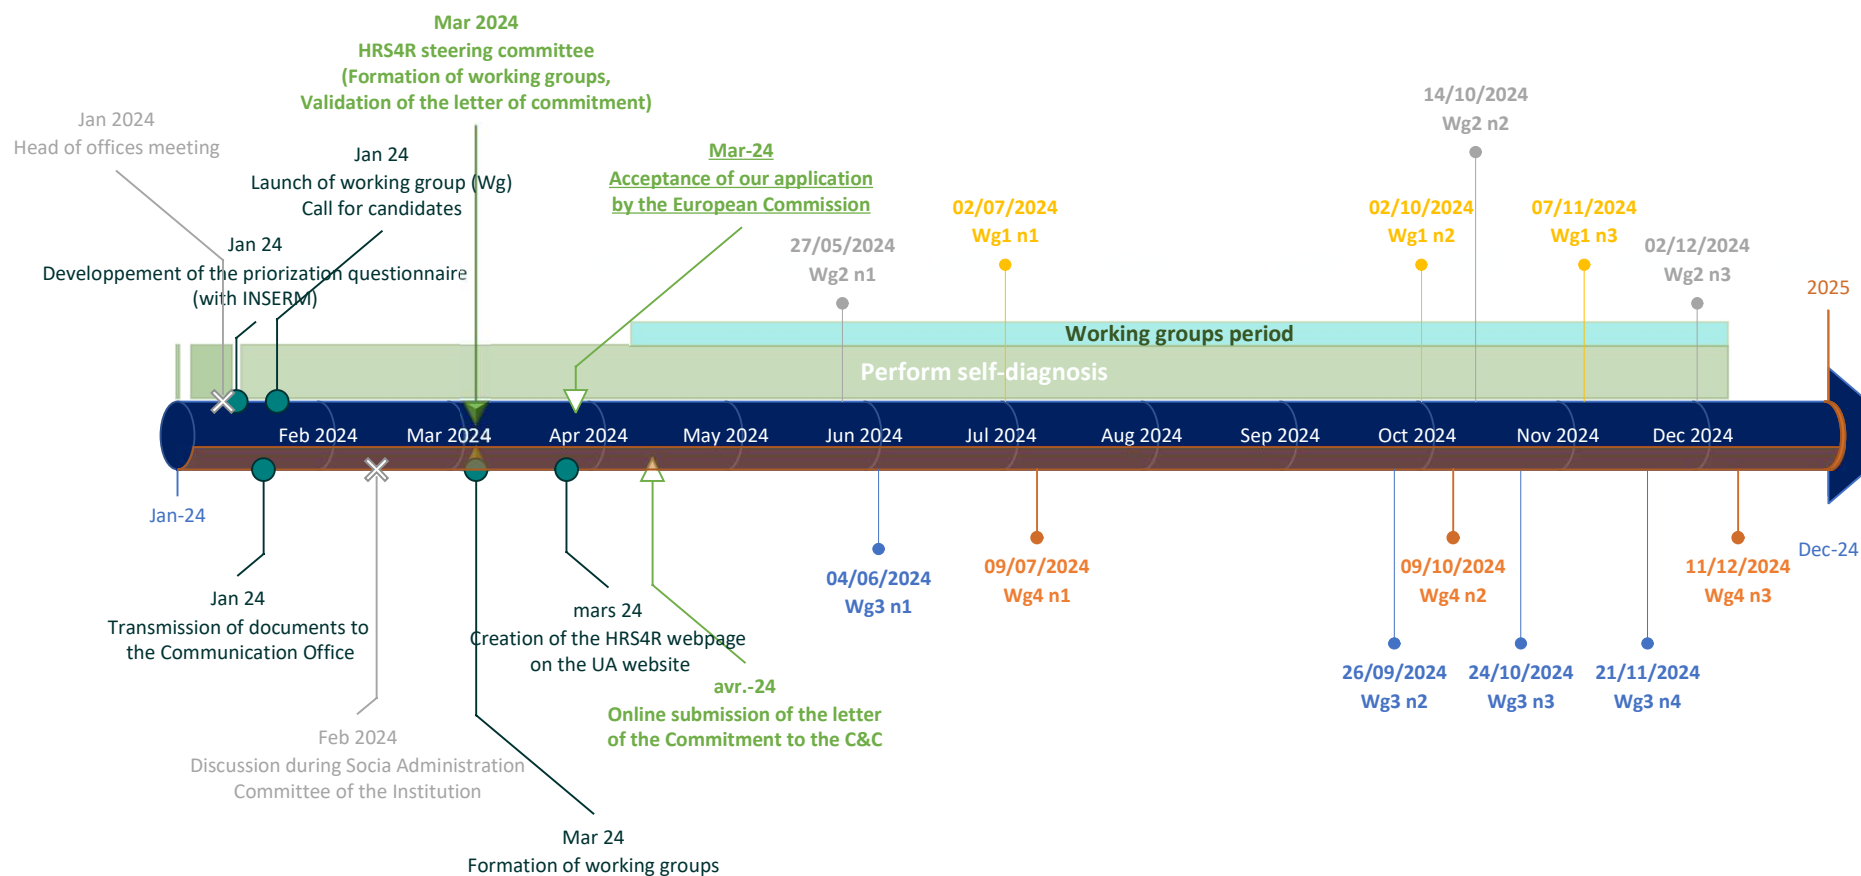 Mar 2024
HRS4R steering committee
(Formation of working groups,
Validation of the letter of commitment)
Jan 2024
Head of offices meeting
Jan 24
Launch of working group (Wg)
Call for candidates
Jan 24
Developpement of the priorization questionnaire
(with INSERM)
Mar-24
Acceptance of our application
by the European Commission
27/05/2024
Wg2 n1
02/07/2024
Wg1 n1
02/10/2024
Wg1 n2
14/10/2024
Wg2 n2
07/11/2024
Wg1 n3
02/12/2024
Wg2 n3
2025
Working groups period
Perform self-diagnosis
Feb 2024
Mar 2024
Apr 2024
May 2024
Jun 2024
Jul 2024
Aug 2024
Sep 2024
Oct 2024
Nov 2024
Dec 2024
Jan-24
Dec-24
Jan 24
Transmission of documents to
the Communication Office
Feb 2024
Discussion during Socia Administration
Committee of the Institution
Mar 24
Formation of working groups
mars 24
Creation of the HRS4R webpage
on the UA website
avr.-24
Online submission of the letter
of the Commitment to the C&C
04/06/2024
Wg3 n1
09/07/2024
Wg4 n1
26/09/2024
Wg3 n2
09/10/2024
Wg4 n2
24/10/2024
Wg3 n3
21/11/2024
Wg3 n4
11/12/2024
Wg4 n3